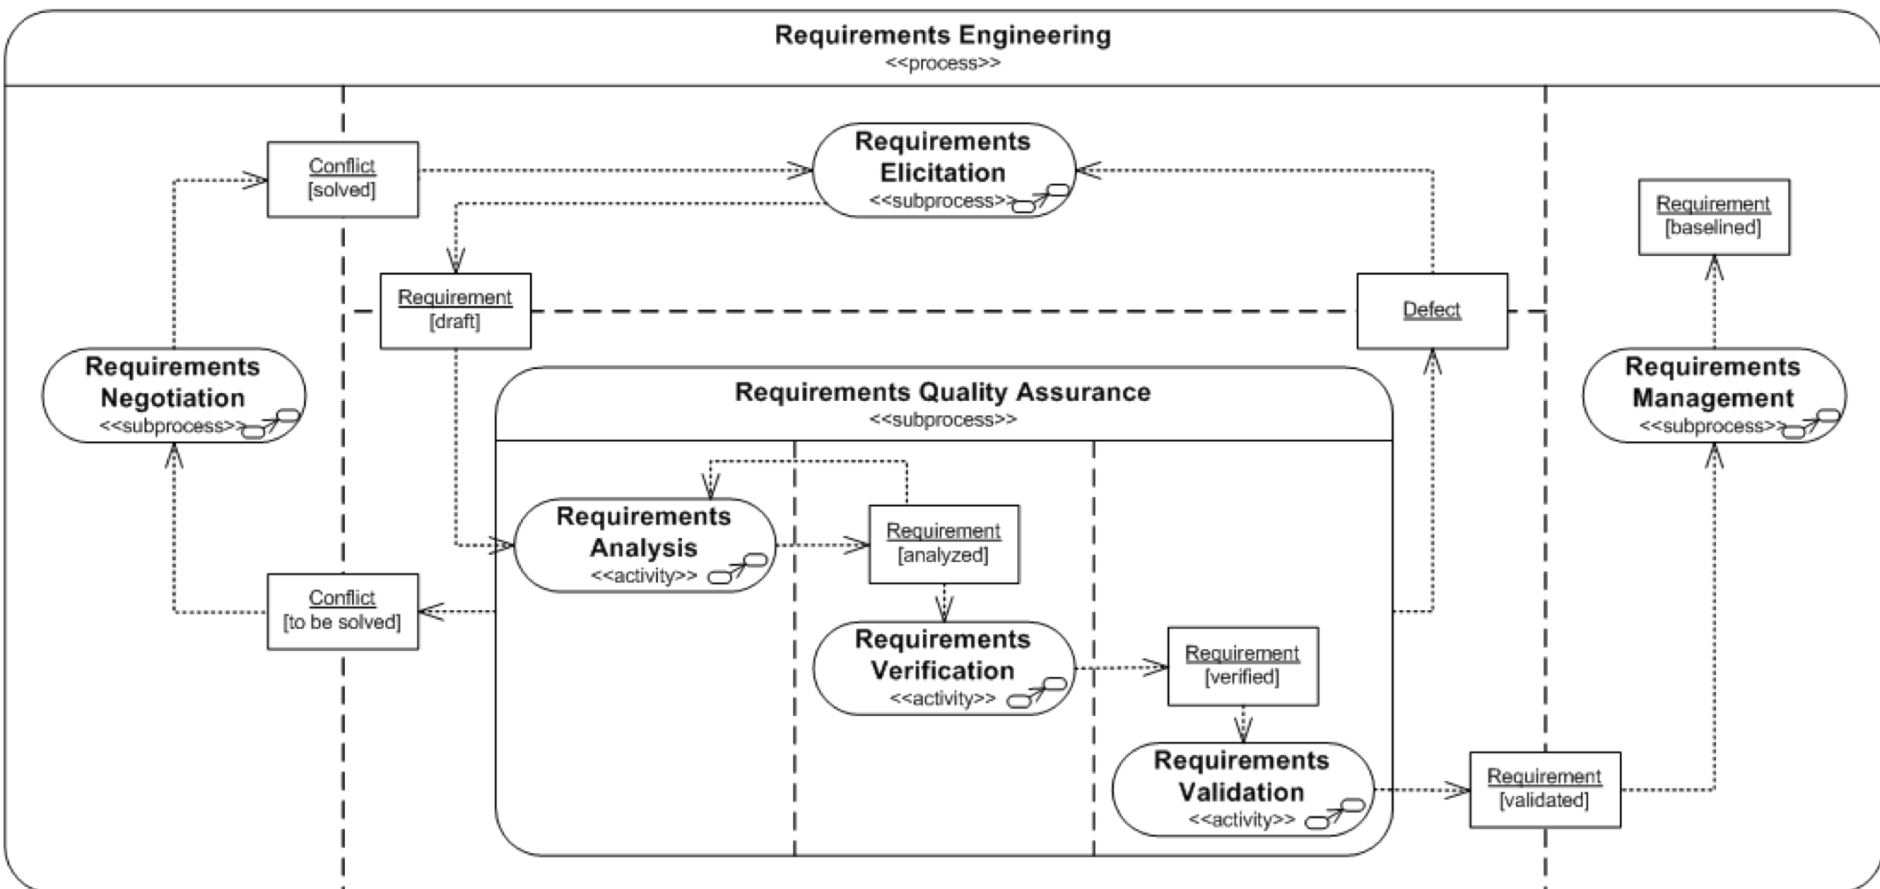 Requirements Engineering
<<process>>
Conflict
[solved]
Requirements
Elicitation
<<subprocess>>
Requirement
[baselined]
Requirement
[draft]
Defect
Requirements
Negotiation
<<subprocess>>
Requirements Quality Assurance
<<subprocess>>
Requirements
Management
<<subprocess>>
Requirements
Analysis
<<activity>>
Requirement
[analyzed]
Conflict
[to be solved]
Requirements
Verification
<<activity>>
Requirement
[verified]
Requirements
Validation
<<activity>>
Requirement
[validated]